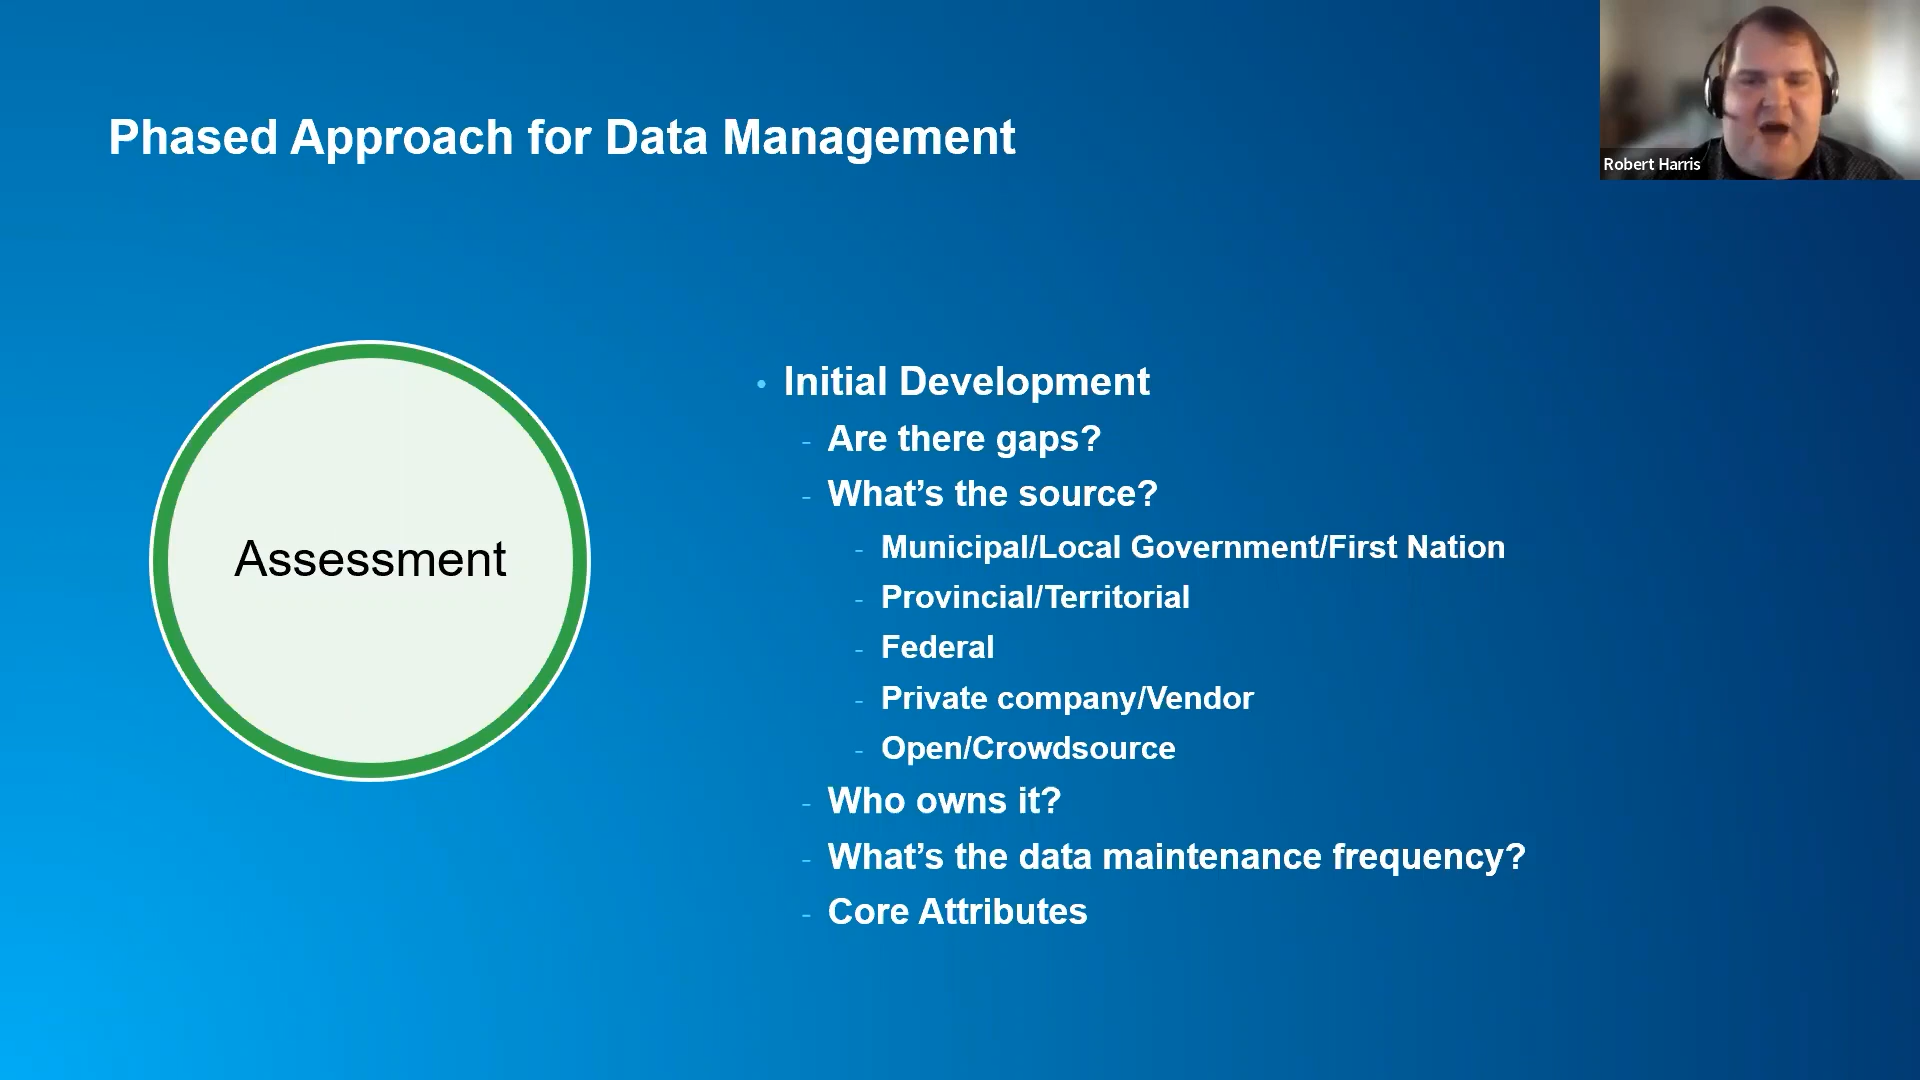 Phased Approach for Data Management
Robert Harris
Assessment
• Initial Development
- Are there gaps?
- What’s the source?
- Municipal/Local Government/First Nation
- Provincial/Territorial
- Federal
- Private company/Vendor
- Open/Crowdsource
- Who owns it?
- What’s the data maintenance frequency?
- Core Attributes